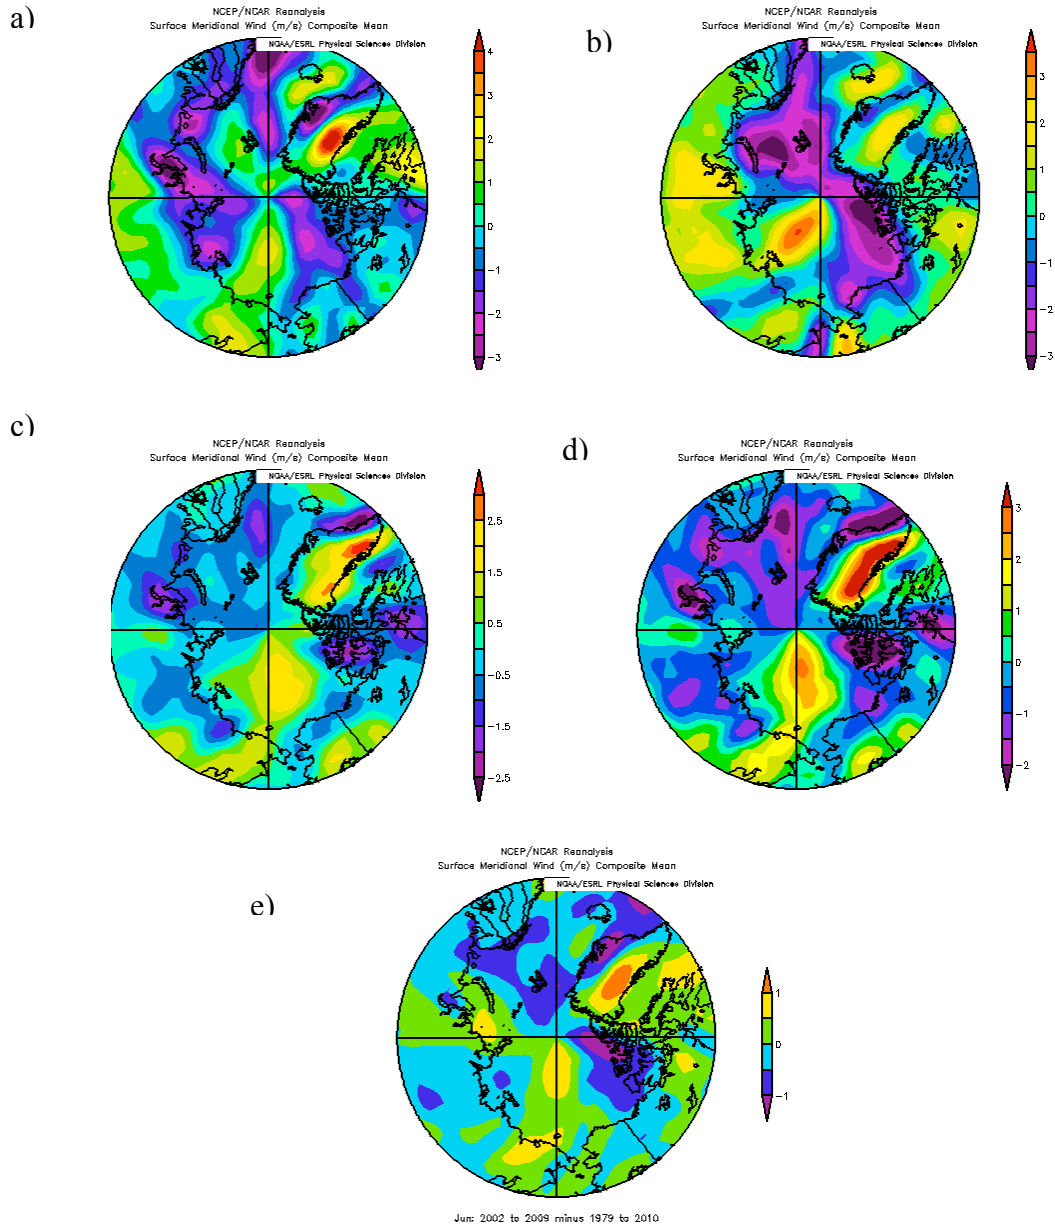 a)
NCEP/NCAR Reanalysis
Surface Meridional Wind (m/s) Composite Mean
NOAA/ESRL Physical Sciences Division
4
3
2
1
0
-1
-2
-3
b)
NCEP/NCAR Reanalysis
Surface Meridional Wind (m/s) Composite Mean
NOAA/ESRL Physical Sciences Division
3
2
1
0
-1
-2
-3
c)
NCEP/NCAR Reanalysis
Surface Meridional Wind (m/s) Composite Mean
NOAA/ESRL Physical Sciences Division
2.5
1.5
0.5
-0.5
-1.5
-2.5
d)
NCEP/NCAR Reanalysis
Surface Meridional Wind (m/s) Composite Mean
NOAA/ESRL Physical Sciences Division
3
2
1
0
-1
-2
e)
NCEP/NCAR Reanalysis
Surface Meridional Wind (m/s) Composite Mean
NOAA/ESRL Physical Sciences Division
1
0
-1
Jun: 2002 to 2009 minus 1979 to 2010